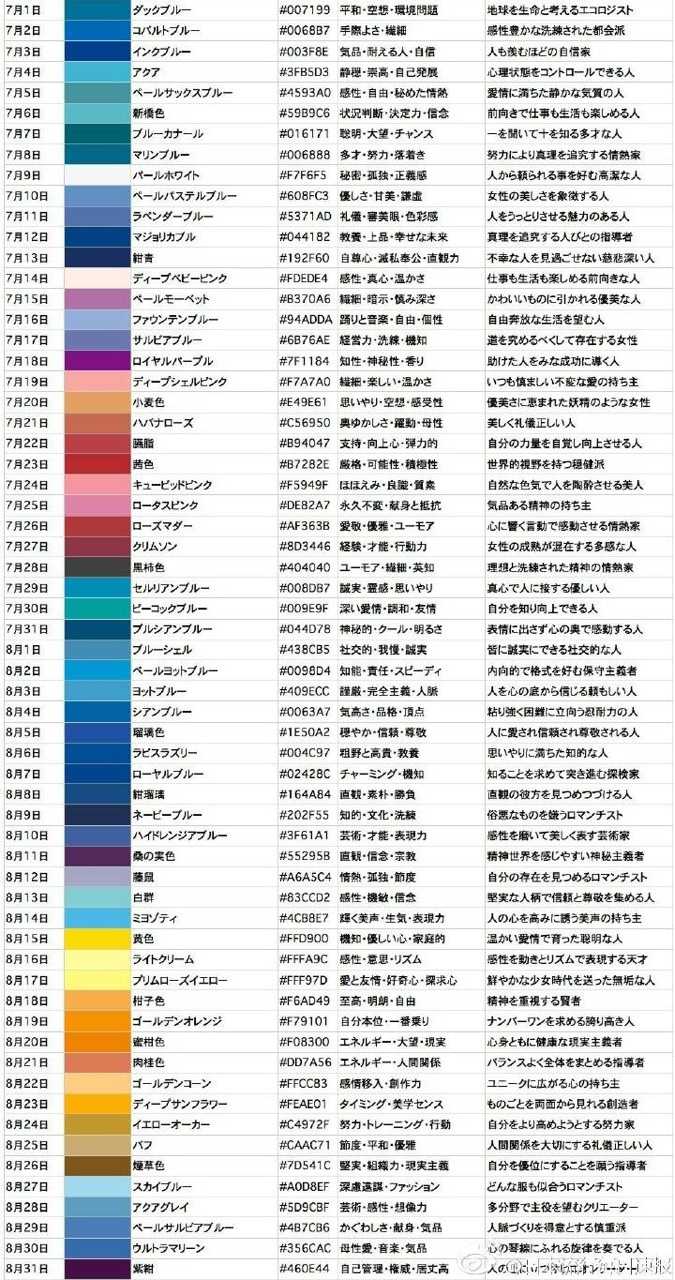 7月1日 ダックブルー #007199 平和・空想・環境問題 地球を生命と考えるエコロジスト
7月2日 コバルトブルー #0068B7 手際よさ・繊細 感性豊かな洗練された都会派
7月3日 インクブルー #003F8E 気品・耐える人・自信 人も羨むほどの自信家
7月4日 アクア #3FB5D3 静穏・崇高・自己発展 心理状態をコントロールできる人
7月5日 ペールサックスブルー #4593A0 感性・自由・秘めた情熱 愛情に満ちた静かな気質の人
7月6日 新橋色 #59B9C6 状況判断・決定力・信念 前向きで仕事も生活も楽しめる人
7月7日 ブルーカナール #016171 聡明・大望・チャンス 一を聞いて十を知る多才な人
7月8日 マリンブルー #006888 多才・努力・落着き 努力により真理を追究する情熱家
7月9日 パールホワイト #F7F6F5 秘密・孤独・正義感 人から頼られる事を好む高潔な人
7月10日 ペールパステルブルー #608FC3 優しさ・甘美・謙虚 女性の美しさを象徴する人
7月11日 ラベンダーブルー #5371AD 礼儀・審美眼・色彩感 人をうっとりさせる魅力のある人
7月12日 マジョリカブル #044182 教養・上品・幸せな未来 真理を追究する人びとの指導者
7月13日 紺青 #192F60 自尊心・滅私奉公・直観力 不幸な人を見過ごせない慈悲深い人
7月14日 ディープベビーピンク #FDEDE4 感性・真心・温かさ 仕事も生活も楽しめる前向きな人
7月15日 ペールモーベット #B370A6 繊細・暗示・慎み深さ かわいいものに引かれる優美な人
7月16日 ファウンテンブルー #94ADDA 踊りと音楽・自由・個性 自由奔放な生活を望む人
7月17日 サルビアブルー #6B76AE 経営力・洗練・機知 道を究めるべくして存在する女性
7月18日 ロイヤルパープル #7F1184 知性・神秘性・香り 助けた人をみな成功に導く人
7月19日 ディープシェルピンク #F7A7A0 繊細・楽しい・温かさ いつも慎ましい不変な愛の持ち主
7月20日 小麦色 #E49E61 思いやり・空想・感受性 優美さに恵まれた妖精のような女性
7月21日 ハバナローズ #C56950 奥ゆかしさ・躍動・母性 美しく礼儀正しい人
7月22日 臙脂 #B94047 支持・向上心・弾力的 自分の力量を自覚し向上させる人
7月23日 茜色 #B7282E 厳格・可能性・積極性 世界的視野を持つ穏健派
7月24日 キューピッドピンク #F5949F ほほえみ・良識・質素 自然な色気で人を陶酔させる美人
7月25日 ロータスピンク #DE82A7 永久不変・献身と抵抗 気品ある精神の持ち主
7月26日 ローズマダー #AF363B 愛敬・優雅・ユーモア 心に響く言動で感動させる情熱家
7月27日 クリムソン #8D3446 経験・才能・行動力 女性の成熟が混在する多感な人
7月28日 黒柿色 #404040 ユーモア・繊細・英知 理想と洗練された精神の情熱家
7月29日 セルリアンブルー #008DB7 誠実・霊感・思いやり 真心で人に接する優しい人
7月30日 ピーコックブルー #009E9F 深い愛情・調和・友情 自分を知り向上できる人
7月31日 プルシアンブルー #044D78 神秘的・クール・明るさ 表情に出さず心の奥で感動する人
8月1日 ブルーシェル #438CB5 社交的・我慢・誠実 皆に誠実にできる社交的な人
8月2日 ペールヨットブルー #0098D4 知能・責任・スピーディ 内向的で格式を好む保守主義者
8月3日 ヨットブルー #409ECC 謹厳・完全主義・人脈 人を心の底から信じる頼もしい人
8月4日 シアンブルー #0063A7 気高さ・品格・頂点 粘り強く困難に立向う忍耐力の人
8月5日 瑠璃色 #1E50A2 穏やか・信頼・尊敬 人に愛され信頼され尊敬される人
8月6日 ラピスラズリー #004C97 粗野と高貴・教養 思いやりに満ちた知的な人
8月7日 ローヤルブルー #02428C チャーミング・機知 知ることを求めて突き進む探検家
8月8日 紺瑠璃 #164A84 直観・素朴・勝負 直観の彼方を見つめつづける人
8月9日 ネービーブルー #202F55 知的・文化・洗練 俗悪なものを嫌うロマンチスト
8月10日 ハイドレンジアブルー #3F61A1 芸術・才能・表現力 感性を磨いて美しく表す芸術家
8月11日 桑の実色 #55295B 直観・信念・宗教 精神世界を感じやすい神秘主義者
8月12日 藤鼠 #A6A5C4 情熱・孤独・節度 自分の存在を見つめるロマンチスト
8月13日 白群 #83CCD2 感性・機敏・信念 堅実な人柄で信頼と尊敬を集める人
8月14日 ミヨゾティ #4CB8E7 輝く美声・生気・表現力 人の心を高みに誘う美声の持ち主
8月15日 黄色 #FFD900 機知・優しい心・家庭的 温かい愛情で育った聡明な人
8月16日 ライトクリーム #FFFA9C 感性・意思・リズム 感性を動きとリズムで表現する天才
8月17日 プリムローズイエロー #FFF97D 愛と友情・好奇心・探求心 鮮やかな少女時代を送った無垢な人
8月18日 柑子色 #F6AD49 至高・明朗・自由 精神を重視する賢者
8月19日 ゴールデンオレンジ #F79101 自分本位・一番乗り ナンバーワンを求める誇り高き人
8月20日 蜜柑色 #F08300 エネルギー・大望・現実 心身ともに健康な現実主義者
8月21日 肉桂色 #DD7A56 エネルギー・人間関係 バランスよく全体をまとめる指導者
8月22日 ゴールデンコーン #FFCC83 感情移入・創作力 ユニークに広がる心の持ち主
8月23日 ディープサンフラワー #FEAE01 タイミング・美学センス ものごとを両面から見れる創造者
8月24日 イエローオーカー #C4972F 努力・トレーニング・行動 自分をより高めようとする努力家
8月25日 バフ #CAAC71 節度・平和・優雅 人間関係を大切にする礼儀正しい人
8月26日 煙草色 #7D541C 堅実・組織力・現実主義 自分を優位にすることを願う指導者
8月27日 スカイブルー #A0D8EF 深慮遠謀・ファッション どんな服も似合うロマンチスト
8月28日 アクアグレイ #5D9CBF 芸術・感性・想像力 多分野で主役を望むクリエーター
8月29日 ペールサルビアブルー #4B7CB6 かぐわしさ・献身・気品 人脈づくりを得意とする慎重派
8月30日 ウルトラマリーン #356CAC 母性愛・音楽・気品 心の琴線にふれる旋律を奏でる人
8月31日 紫紺 #460E44 自己管理・権威・居丈高 人の上に